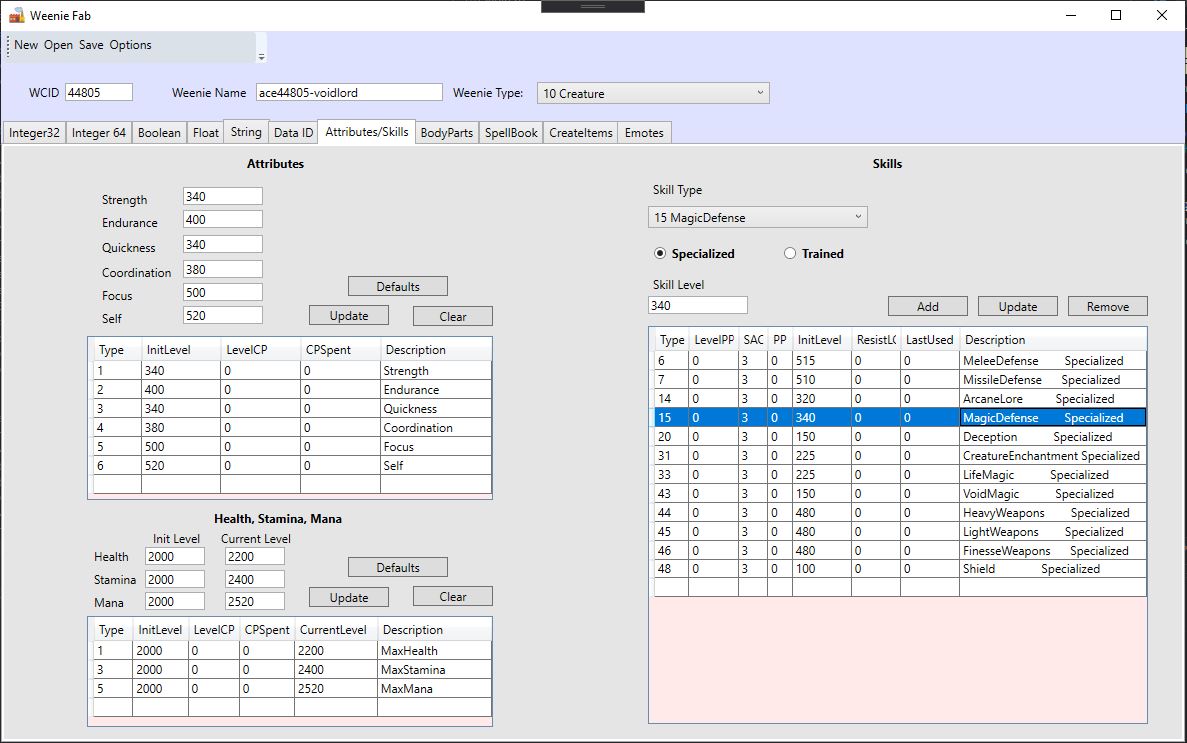 Weenie Fab
New Open Save Options
WCID 44805 Weenie Name ace44805-voidlord Weenie Type: 10 Creature
Integer32 Integer 64 Boolean Float String Data ID Attributes/Skills BodyParts SpellBook CreateItems Emotes
Attributes
Strength 340
Endurance 400
Quickness 340
Coordination 380
Focus 500
Self 520
Defaults
Update Clear
Type InitLevel LevelCP CPSpent Description
1 340 0 0 Strength
2 400 0 0 Endurance
3 340 0 0 Quickness
4 380 0 0 Coordination
5 500 0 0 Focus
6 520 0 0 Self
Health, Stamina, Mana
Init Level Current Level
Health 2000 2200
Stamina 2000 2400
Mana 2000 2520
Defaults
Update Clear
Type InitLevel LevelCP CPSpent CurrentLevel Description
1 2000 0 0 2200 MaxHealth
3 2000 0 0 2400 MaxStamina
5 2000 0 0 2520 MaxMana
Skills
Skill Type
15 MagicDefense
Specialized Trained
Skill Level
340
Add Update Remove
Type LevelPP SAC PP InitLevel ResistLC LastUsed Description
6 0 3 0 515 0 0 MeleeDefense Specialized
7 0 3 0 510 0 0 MissileDefense Specialized
14 0 3 0 320 0 0 ArcaneLore Specialized
15 0 3 0 340 0 0 MagicDefense Specialized
20 0 3 0 150 0 0 Deception Specialized
31 0 3 0 225 0 0 CreatureEnchantment Specialized
33 0 3 0 225 0 0 LifeMagic Specialized
43 0 3 0 150 0 0 VoidMagic Specialized
44 0 3 0 480 0 0 HeavyWeapons Specialized
45 0 3 0 480 0 0 LightWeapons Specialized
46 0 3 0 480 0 0 FinesseWeapons Specialized
48 0 3 0 100 0 0 Shield Specialized